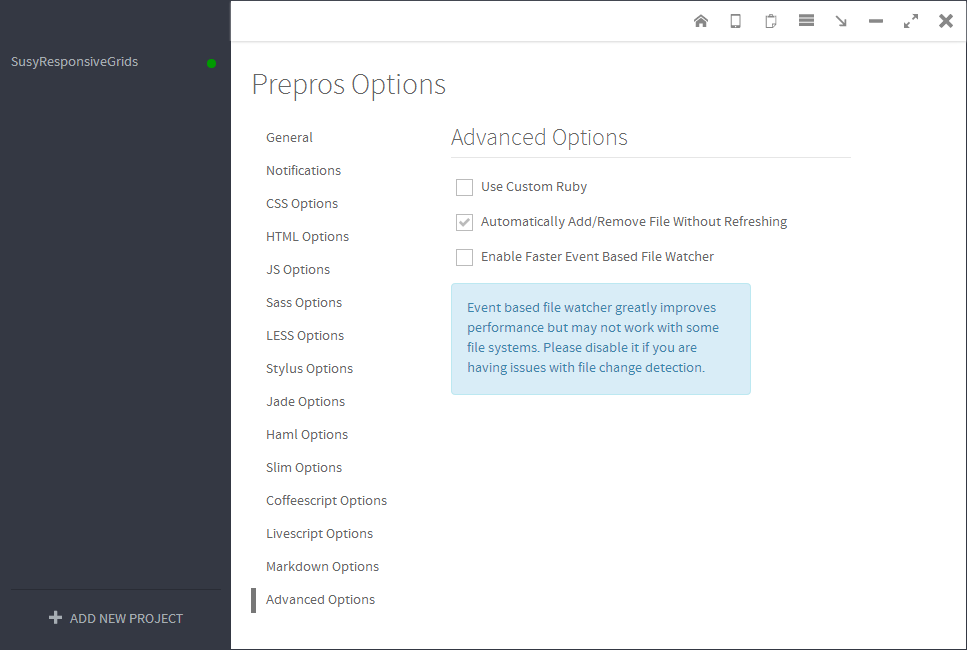 SusyResponsiveGrids
Prepros Options
General
Notifications
CSS Options
HTML Options
JS Options
Sass Options
LESS Options
Stylus Options
Jade Options
Haml Options
Slim Options
Coffeescript Options
Livescript Options
Markdown Options
Advanced Options
Advanced Options
Use Custom Ruby
Automatically Add/Remove File Without Refreshing
Enable Faster Event Based File Watcher
Event based file watcher greatly improves
performance but may not work with some
file systems. Please disable it if you are
having issues with file change detection.
ADD NEW PROJECT